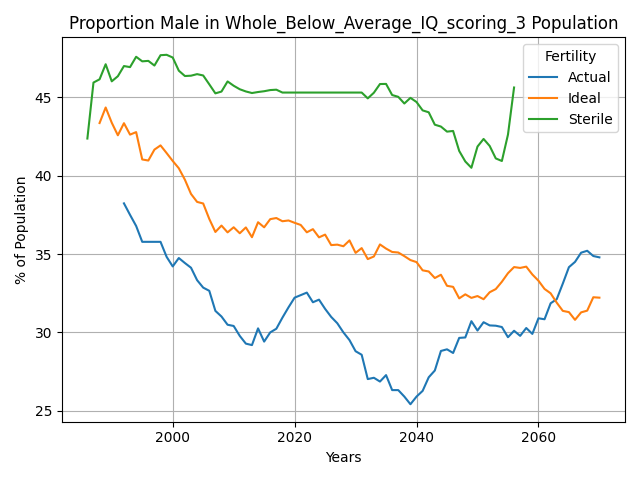 Proportion Male in Whole_Below_Average_IQ_scoring_3 Population
Fertility
Actual
Ideal
Sterile
% of Population
45
40
35
30
25
2000
2020
2040
2060
Years